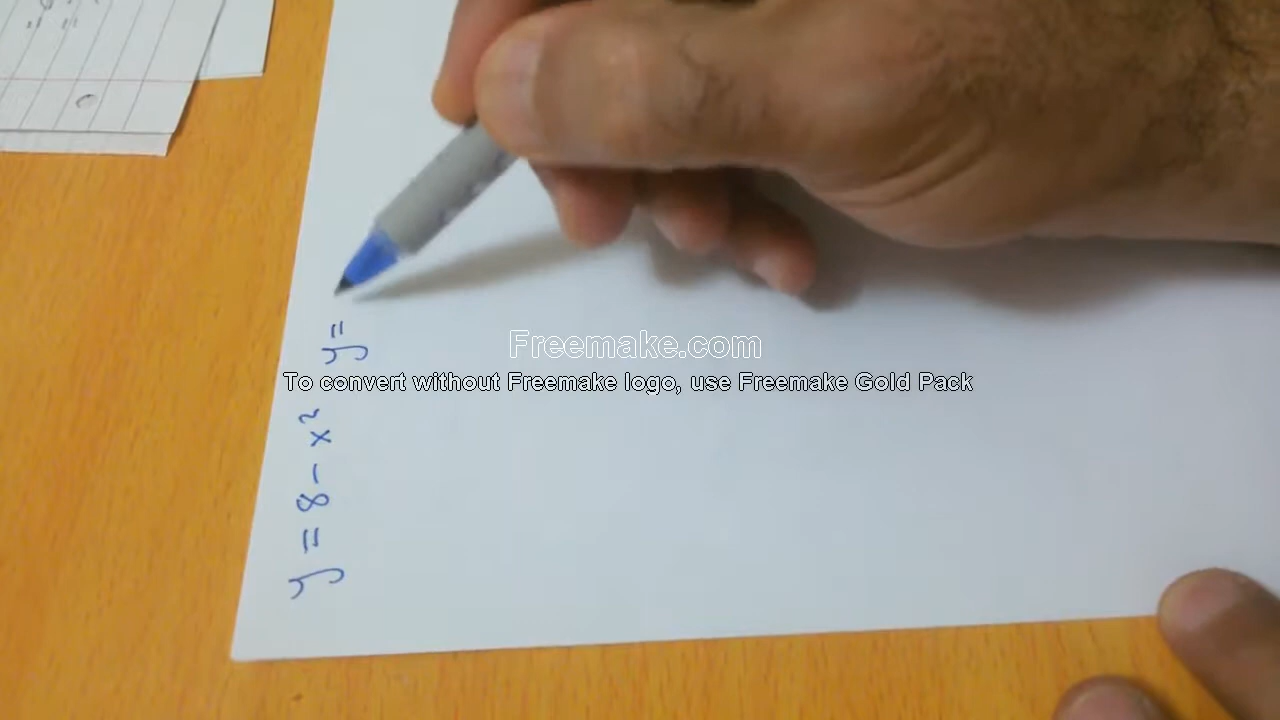 y = 8 - x² y =
Freemake.com
To convert without Freemake logo, use Freemake Gold Pack